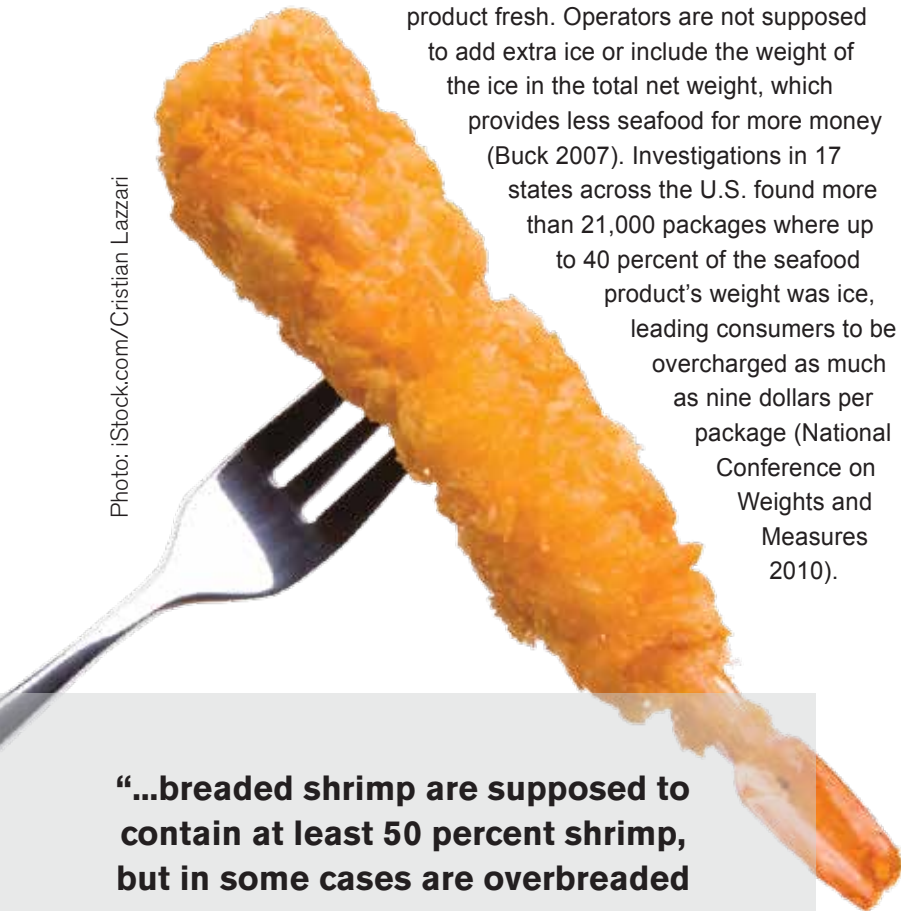 product fresh. Operators are not supposed
to add extra ice or include the weight of
the ice in the total net weight, which
provides less seafood for more money
(Buck 2007). Investigations in 17
states across the U.S. found more
than 21,000 packages where up
to 40 percent of the seafood
product’s weight was ice,
leading consumers to be
overcharged as much
as nine dollars per
package (National
Conference on
Weights and
Measures
2010).
Photo: iStock.com/Cristian Lazzari
“...breaded shrimp are supposed to
contain at least 50 percent shrimp,
but in some cases are overbreaded